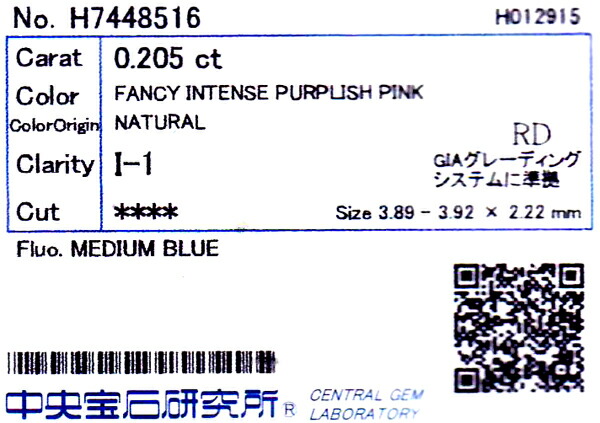 No. H7448516 H012915
Carat 0.205 ct
Color FANCY INTENSE PURPLISH PINK
ColorOrigin NATURAL
RD
Clarity I-1 GIAグレーディング
システムに準拠
Cut **** Size 3.89 - 3.92 × 2.22 mm
Fluo. MEDIUM BLUE
中央宝石研究所® CENTRAL GEM
LABORATORY